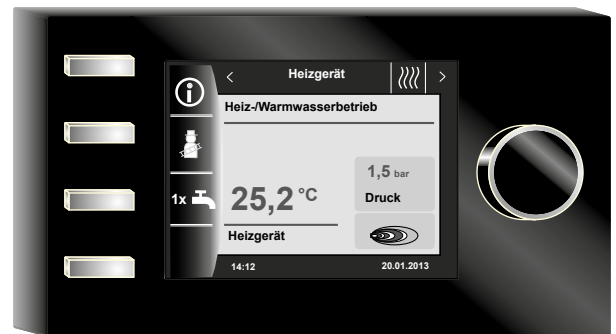 < Heizgerät >
Heiz-/Warmwasserbetrieb
1x
25,2 °C
1,5 bar
Druck
Heizgerät
14:12 20.01.2013